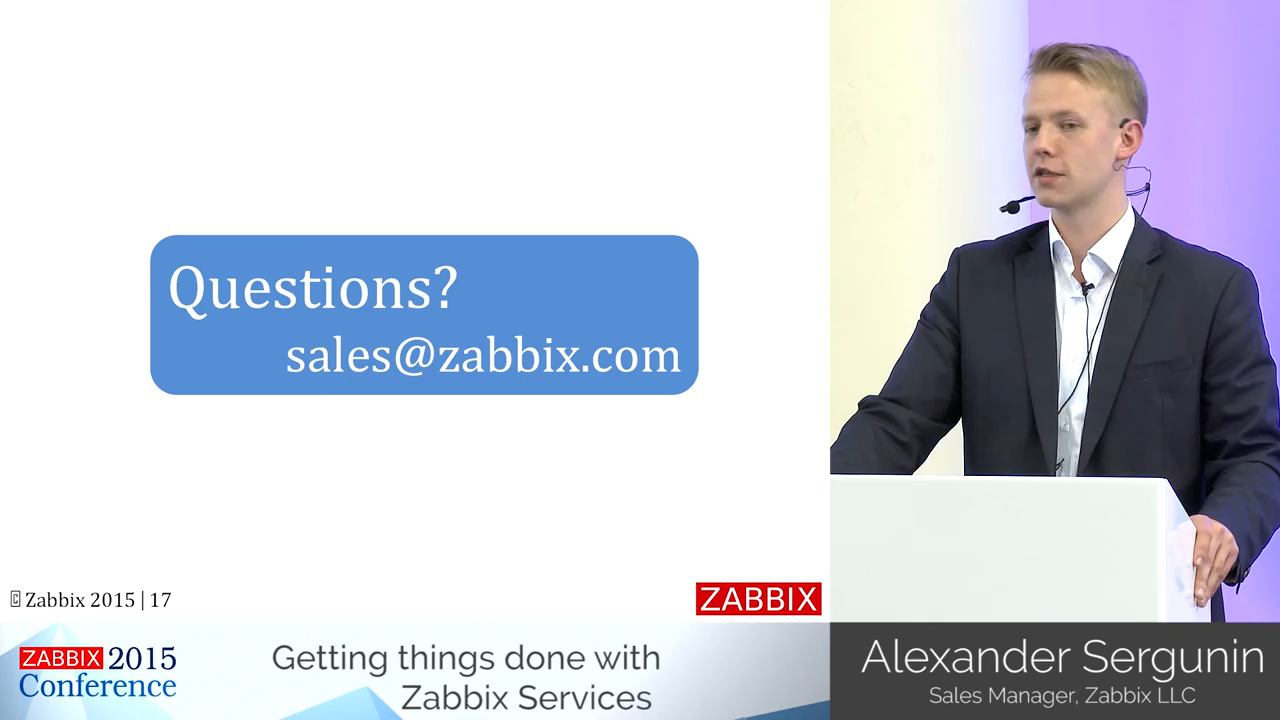 Questions?
sales@zabbix.com
© Zabbix 2015 | 17
ZABBIX
ZABBIX 2015
Conference
Getting things done with
Zabbix Services
Alexander Sergunin
Sales Manager, Zabbix LLC